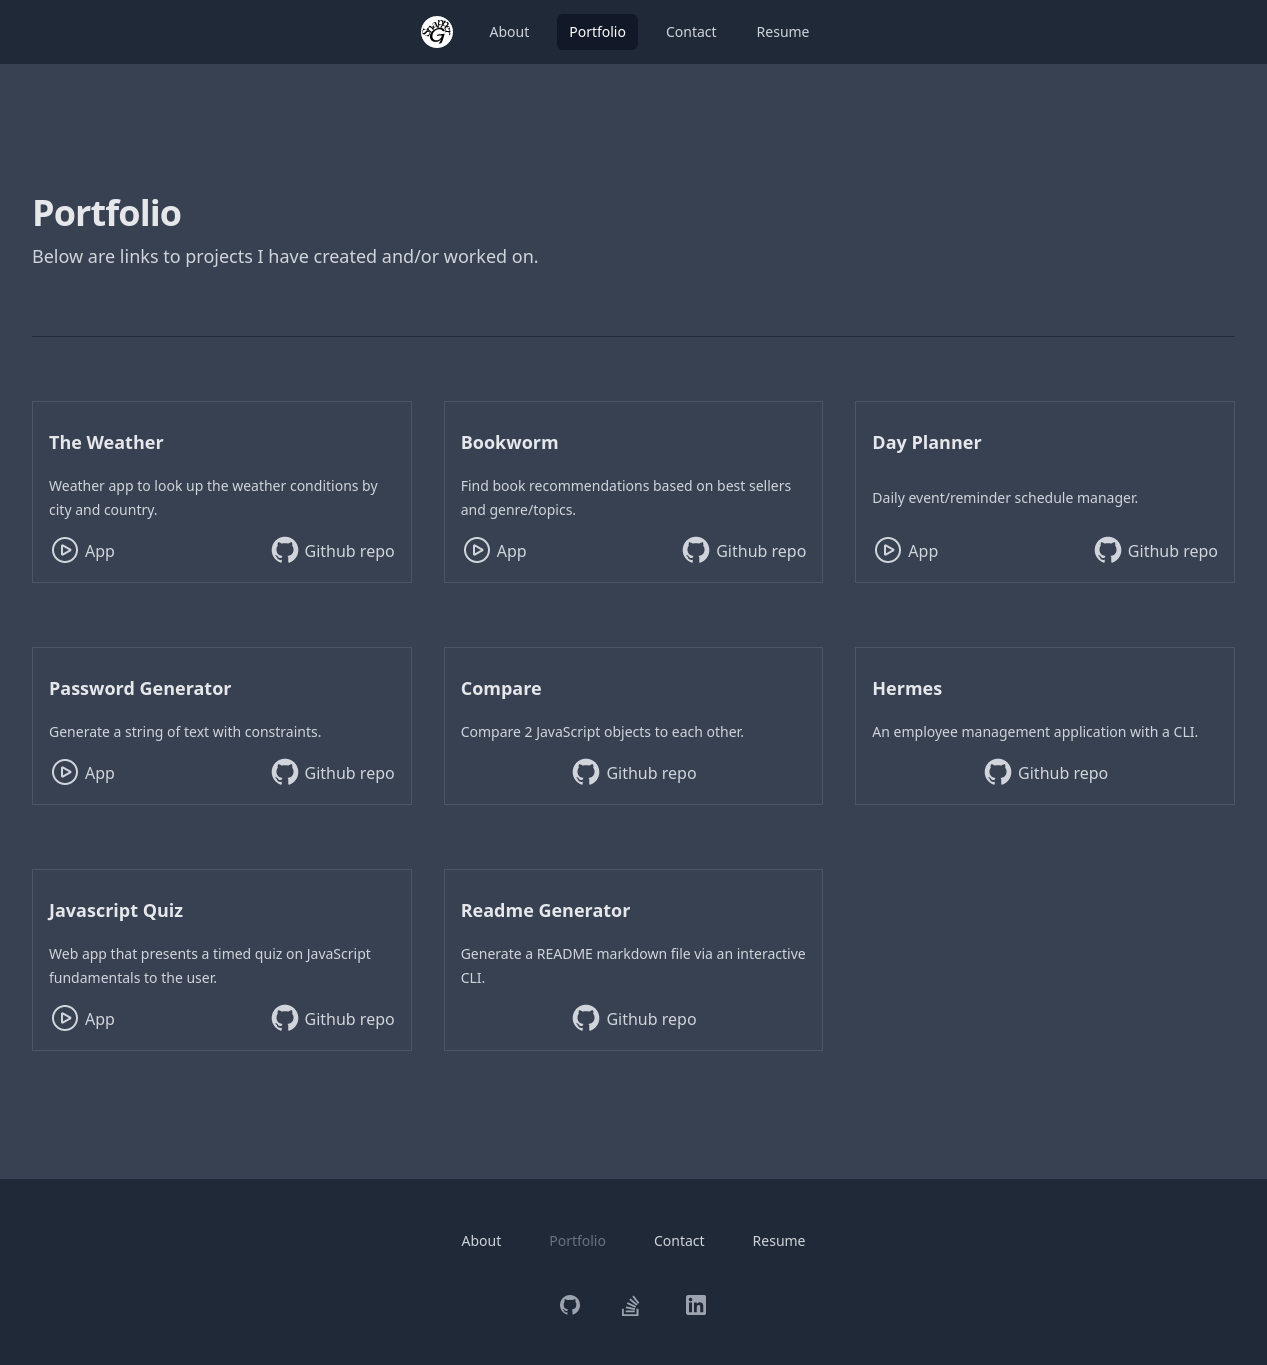 About
Portfolio
Contact
Resume
Portfolio
Below are links to projects I have created and/or worked on.
The Weather
Weather app to look up the weather conditions by
city and country.
App
Github repo
Bookworm
Find book recommendations based on best sellers
and genre/topics.
App
Github repo
Day Planner
Daily event/reminder schedule manager.
App
Github repo
Password Generator
Generate a string of text with constraints.
App
Github repo
Compare
Compare 2 JavaScript objects to each other.
Github repo
Hermes
An employee management application with a CLI.
Github repo
Javascript Quiz
Web app that presents a timed quiz on JavaScript
fundamentals to the user.
App
Github repo
Readme Generator
Generate a README markdown file via an interactive
CLI.
Github repo
About
Portfolio
Contact
Resume